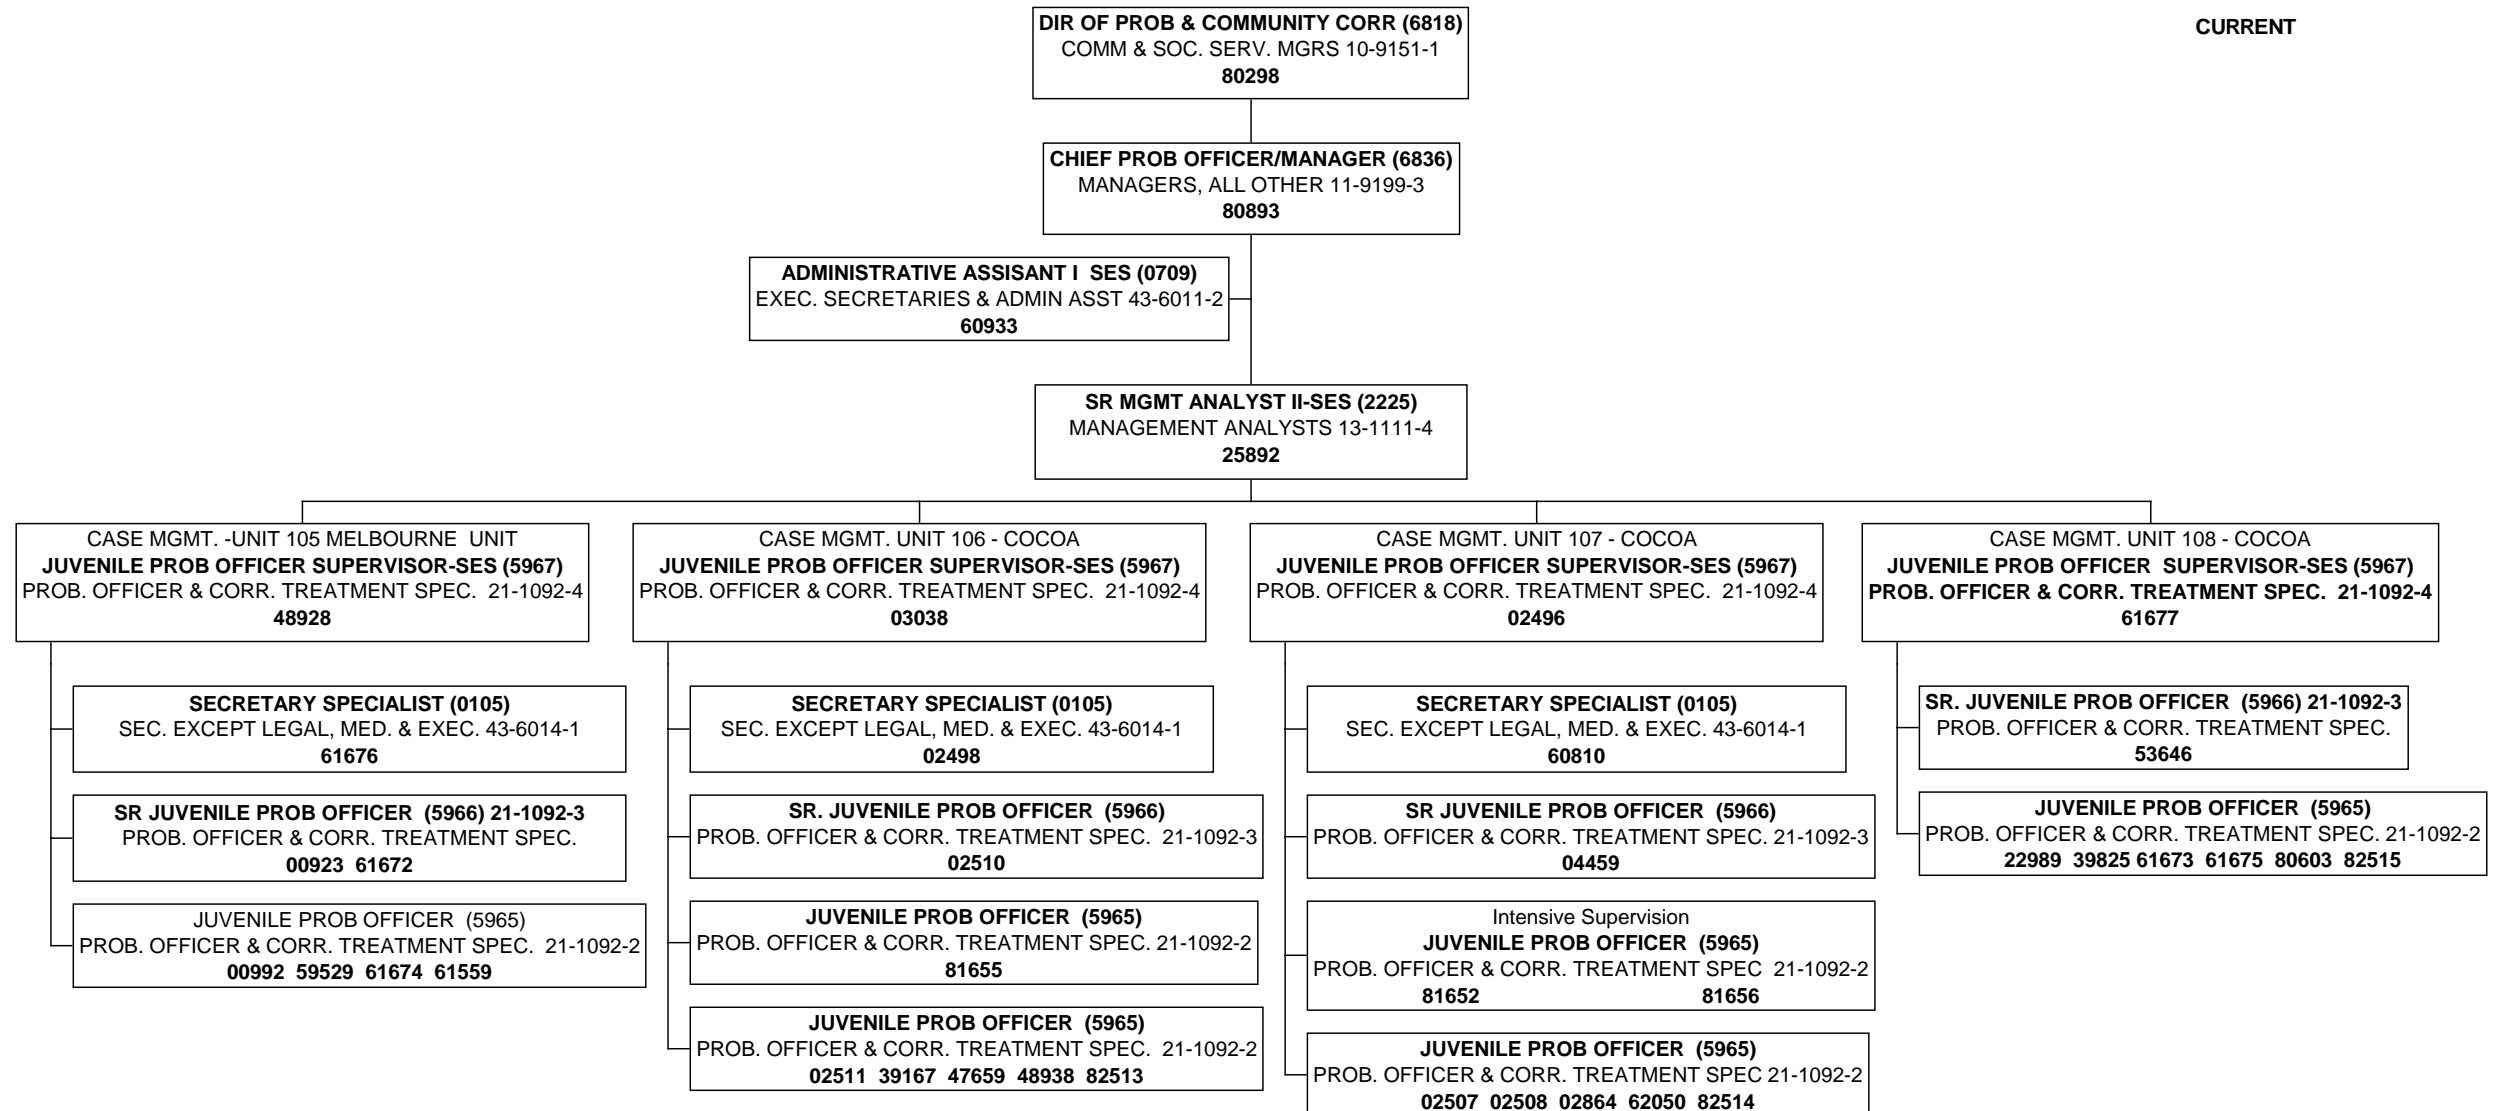 DIR OF PROB & COMMUNITY CORR (6818)
COMM & SOC. SERV. MGRS 10-9151-1
80298
CURRENT
CHIEF PROB OFFICER/MANAGER (6836)
MANAGERS, ALL OTHER 11-9199-3
80893
ADMINISTRATIVE ASSISANT I  SES (0709)
EXEC. SECRETARIES & ADMIN ASST 43-6011-2
60933
SR MGMT ANALYST II-SES (2225)
MANAGEMENT ANALYSTS 13-1111-4
25892
CASE MGMT. -UNIT 105 MELBOURNE  UNIT
JUVENILE PROB OFFICER SUPERVISOR-SES (5967)
PROB. OFFICER & CORR. TREATMENT SPEC.  21-1092-4
48928
SECRETARY SPECIALIST (0105)
SEC. EXCEPT LEGAL, MED. & EXEC. 43-6014-1
61676
SR JUVENILE PROB OFFICER  (5966) 21-1092-3
PROB. OFFICER & CORR. TREATMENT SPEC.
00923  61672
JUVENILE PROB OFFICER  (5965)
PROB. OFFICER & CORR. TREATMENT SPEC.  21-1092-2
00992  59529  61674  61559
CASE MGMT. UNIT 106 - COCOA
JUVENILE PROB OFFICER SUPERVISOR-SES (5967)
PROB. OFFICER & CORR. TREATMENT SPEC.  21-1092-4
03038
SECRETARY SPECIALIST (0105)
SEC. EXCEPT LEGAL, MED. & EXEC. 43-6014-1
02498
SR. JUVENILE PROB OFFICER  (5966)
PROB. OFFICER & CORR. TREATMENT SPEC.  21-1092-3
02510
JUVENILE PROB OFFICER  (5965)
PROB. OFFICER & CORR. TREATMENT SPEC. 21-1092-2
81655
JUVENILE PROB OFFICER  (5965)
PROB. OFFICER & CORR. TREATMENT SPEC.  21-1092-2
02511  39167  47659  48938  82513
CASE MGMT. UNIT 107 - COCOA
JUVENILE PROB OFFICER SUPERVISOR-SES (5967)
PROB. OFFICER & CORR. TREATMENT SPEC.  21-1092-4
02496
SECRETARY SPECIALIST (0105)
SEC. EXCEPT LEGAL, MED. & EXEC. 43-6014-1
60810
SR JUVENILE PROB OFFICER  (5966)
PROB. OFFICER & CORR. TREATMENT SPEC. 21-1092-3
04459
Intensive Supervision
JUVENILE PROB OFFICER  (5965)
PROB. OFFICER & CORR. TREATMENT SPEC  21-1092-2
81652 81656
JUVENILE PROB OFFICER  (5965)
PROB. OFFICER & CORR. TREATMENT SPEC 21-1092-2
02507  02508  02864  62050  82514
CASE MGMT. UNIT 108 - COCOA
JUVENILE PROB OFFICER  SUPERVISOR-SES (5967)
PROB. OFFICER & CORR. TREATMENT SPEC.  21-1092-4
61677
SR. JUVENILE PROB OFFICER  (5966) 21-1092-3
PROB. OFFICER & CORR. TREATMENT SPEC.
53646
JUVENILE PROB OFFICER  (5965)
PROB. OFFICER & CORR. TREATMENT SPEC. 21-1092-2
22989  39825 61673  61675  80603  82515